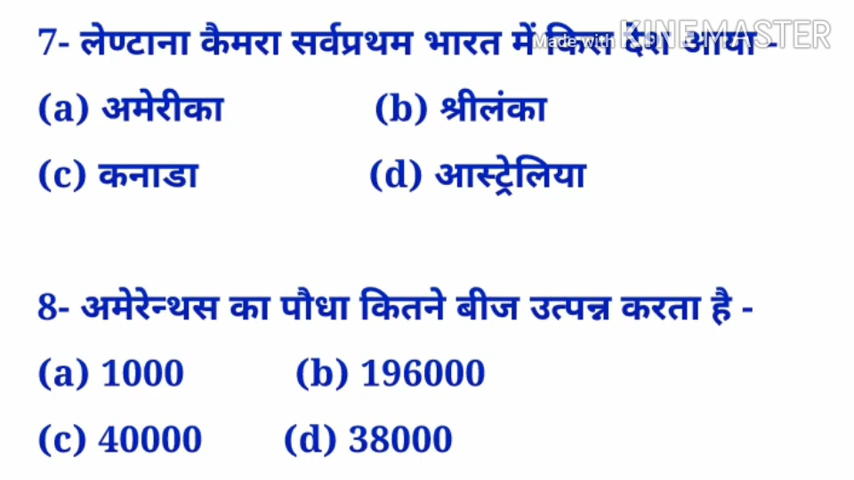 7- लेण्टाना कैमरा सर्वप्रथम भारत में किस देश आया -
Made with KINEMASTER
(a) अमेरीका (b) श्रीलंका
(c) कनाडा (d) आस्ट्रेलिया
8- अमेरेन्थस का पौधा कितने बीज उत्पन्न करता है -
(a) 1000 (b) 196000
(c) 40000 (d) 38000